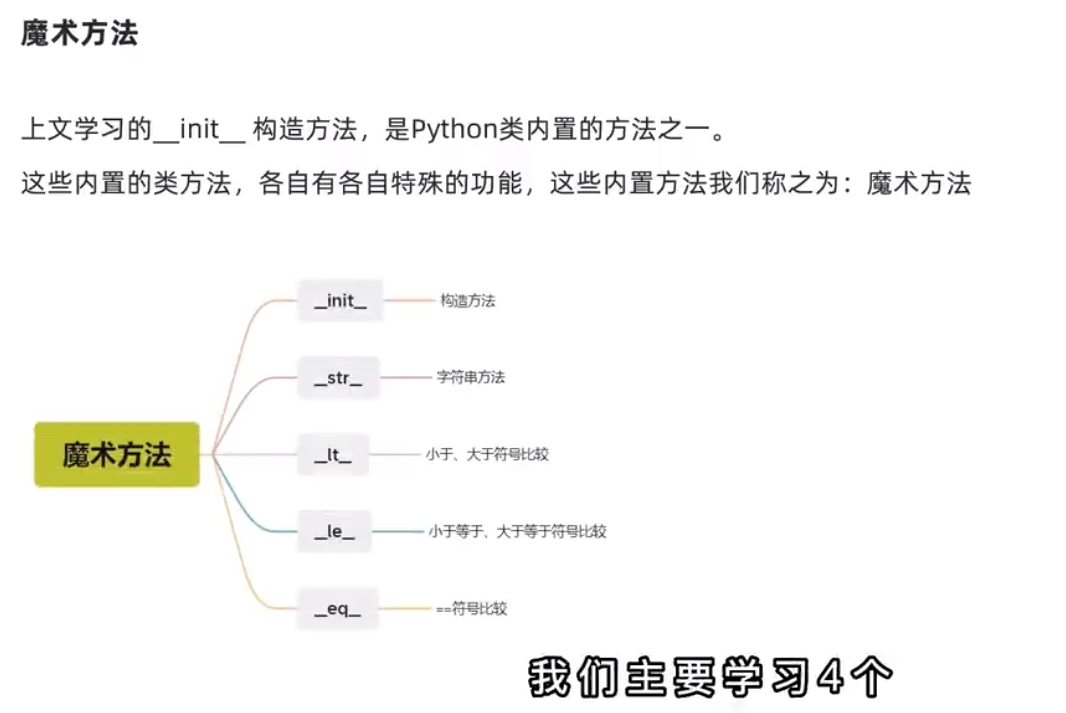 魔术方法
上文学习的__init__ 构造方法，是Python类内置的方法之一。
这些内置的类方法，各自有各自特殊的功能，这些内置方法我们称之为：魔术方法
_init_ 构造方法
_str_ 字符串方法
_lt_ 小于、大于符号比较
魔术方法
_le_ 小于等于、大于等于符号比较
_eq_ ==符号比较
我们主要学习4个